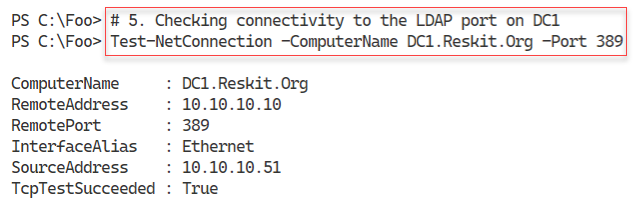 PS C:\Foo> # 5. Checking connectivity to the LDAP port on DC1
PS C:\Foo> Test-NetConnection -ComputerName DC1.Reskit.Org -Port 389
ComputerName     : DC1.Reskit.Org
RemoteAddress    : 10.10.10.10
RemotePort       : 389
InterfaceAlias   : Ethernet
SourceAddress    : 10.10.10.51
TcpTestSucceeded : True